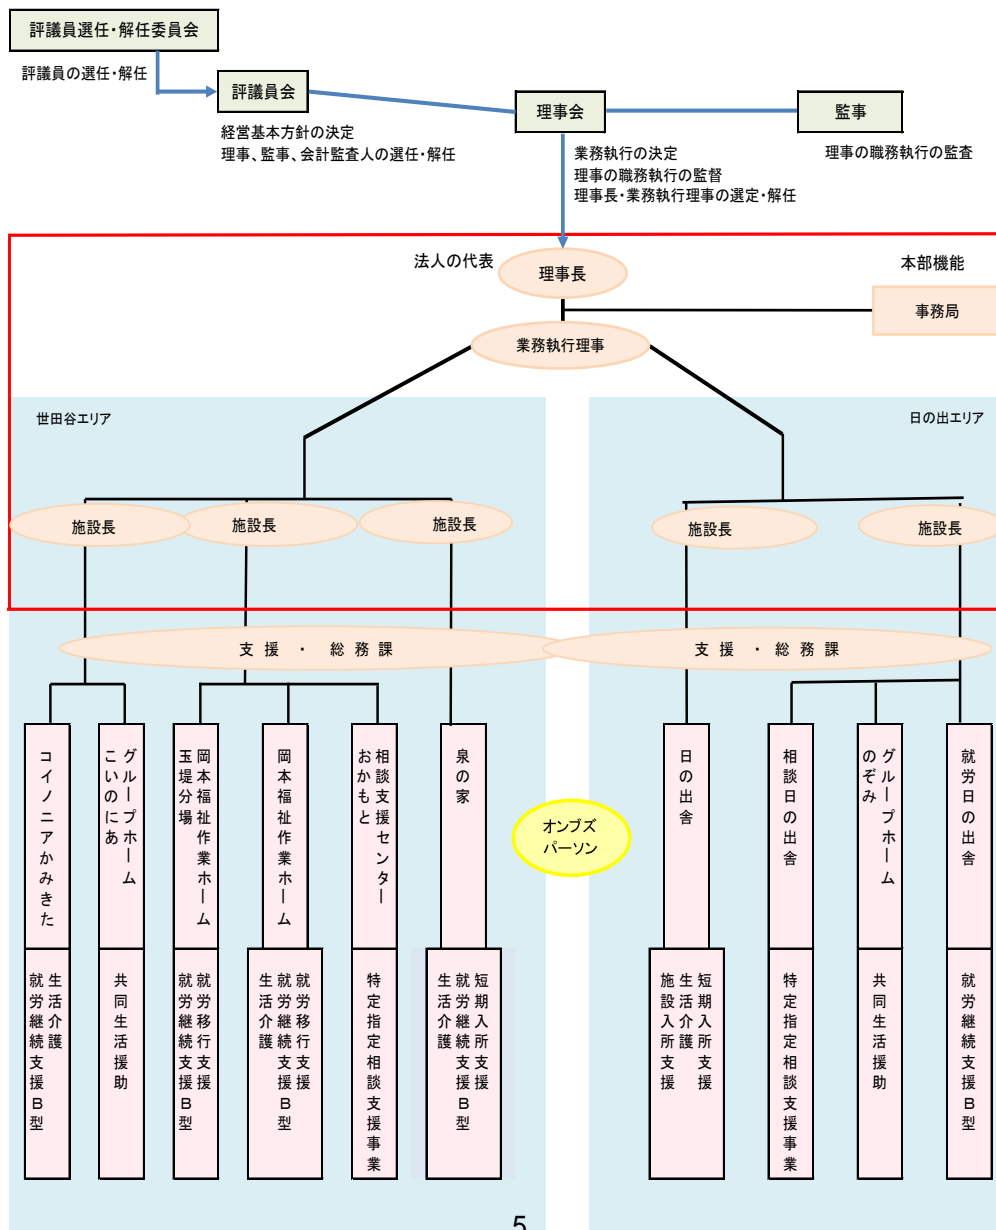 評議員選任・解任委員会
評議員の選任・解任
評議員会
経営基本方針の決定
理事、監事、会計監査人の選任・解任
理事会
業務執行の決定
理事の職務執行の監督
理事長・業務執行理事の選定・解任
監事
理事の職務執行の監査
法人の代表
理事長
本部機能
事務局
業務執行理事
世田谷エリア
日の出エリア
施設長
施設長
施設長
施設長
施設長
支援・総務課
支援・総務課
コイノニアかみきた
グループホーム
こいのにあ
岡本福祉作業ホーム
玉堤分場
岡本福祉作業ホーム
相談支援センター
おかもと
泉の家
オンブズ
パーソン
日の出舎
相談日の出舎
グループホーム
のぞみ
就労日の出舎
生活介護
就労継続支援B型
共同生活援助
就労移行支援
就労継続支援B型
就労移行支援
就労継続支援B型
生活介護
特定指定相談支援事業
短期入所支援
就労継続支援B型
生活介護
短期入所支援
生活介護
施設入所支援
特定指定相談支援事業
共同生活援助
就労継続支援B型
5